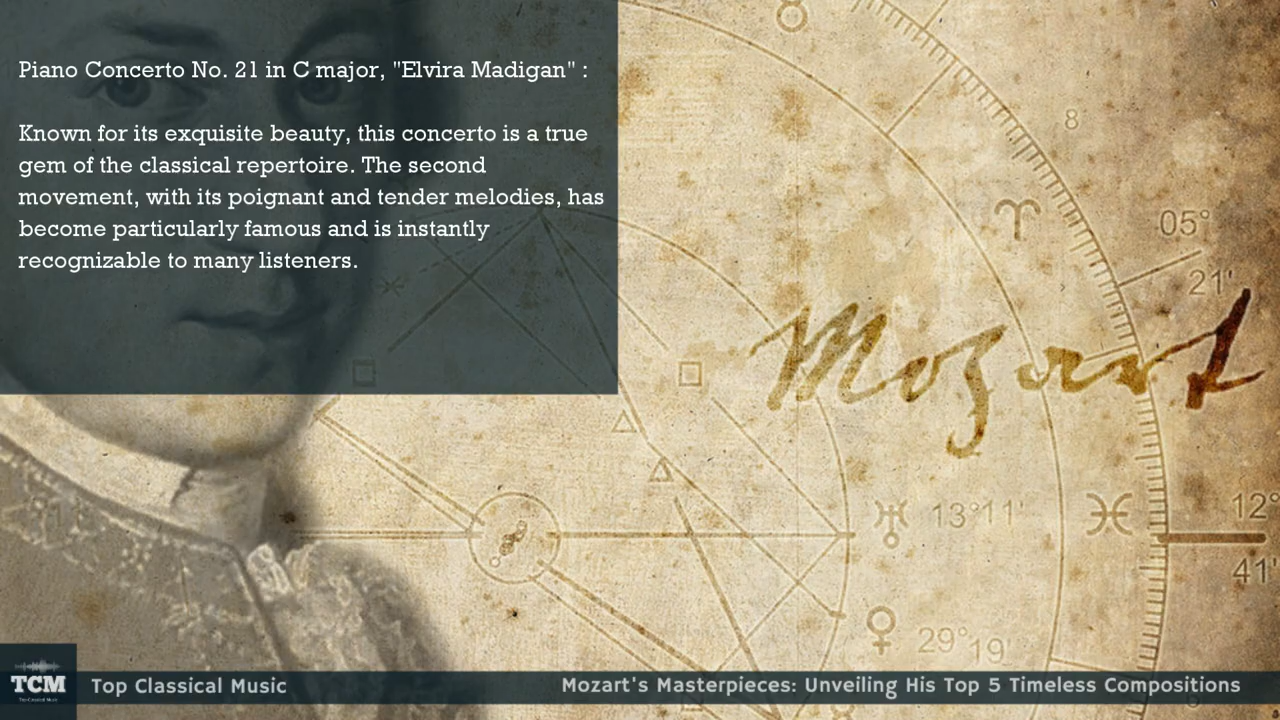 Piano Concerto No. 21 in C major, "Elvira Madigan" :
Known for its exquisite beauty, this concerto is a true
gem of the classical repertoire. The second
movement, with its poignant and tender melodies, has
become particularly famous and is instantly
recognizable to many listeners.
8°
05°
21'
Mozart
13°11'
12°
41'
29°19'
TCM
Top Classical Music
Mozart's Masterpieces: Unveiling His Top 5 Timeless Compositions